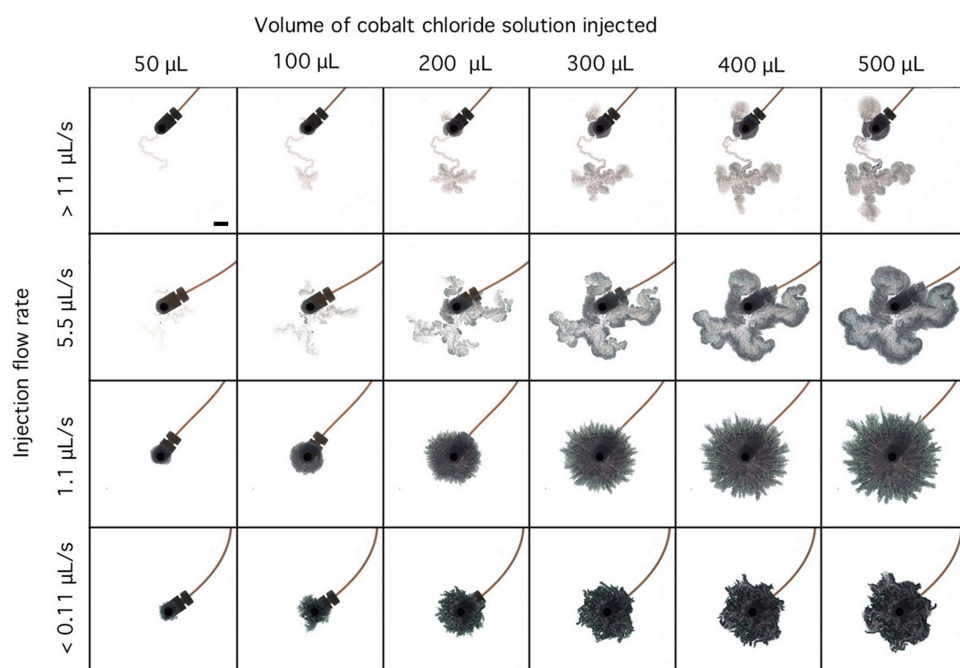 Volume of cobalt chloride solution injected
50 µL 100 µL 200 µL 300 µL 400 µL 500 µL
Injection flow rate
> 11 µL/s
5.5 µL/s
1.1 µL/s
< 0.11 µL/s